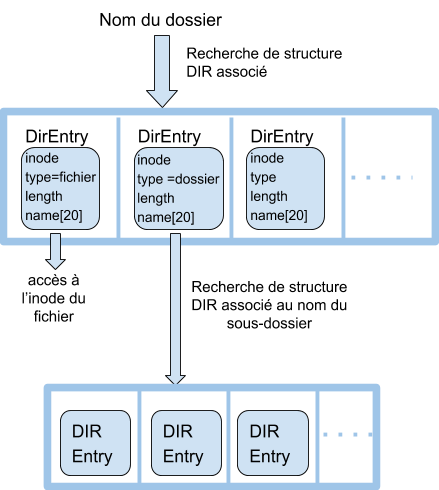 Nom du dossier
Recherche de structure
DIR associé
DirEntry
inode
type=fichier
length
name[20]
DirEntry
inode
type =dossier
length
name[20]
DirEntry
inode
type
length
name[20]
accès à
l'inode du
fichier
Recherche de structure
DIR associé au nom du
sous-dossier
DIR
Entry
DIR
Entry
DIR
Entry